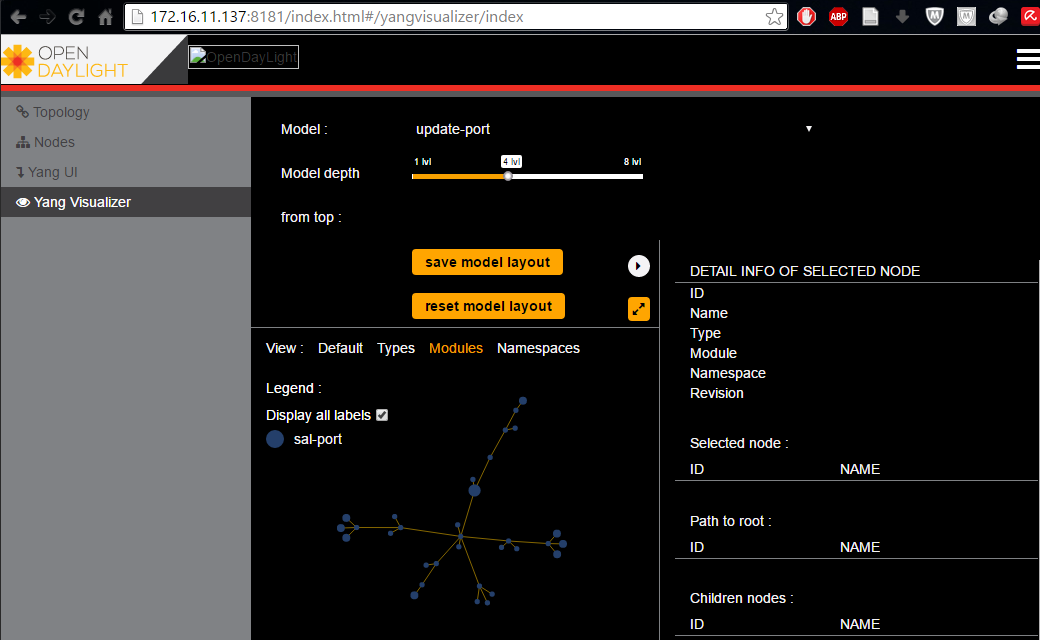 172.16.11.137:8181/index.html#/yangvisualizer/index
ABP
OPEN
DAYLIGHT
OpenDayLight
Topology
Nodes
Yang UI
Yang Visualizer
Model :
update-port
1 lvl
4 lvl
8 lvl
Model depth
from top :
save model layout
reset model layout
View :
Default
Types
Modules
Namespaces
Legend :
Display all labels
sal-port
DETAIL INFO OF SELECTED NODE
ID
Name
Type
Module
Namespace
Revision
Selected node :
ID NAME
Path to root :
ID NAME
Children nodes :
ID NAME